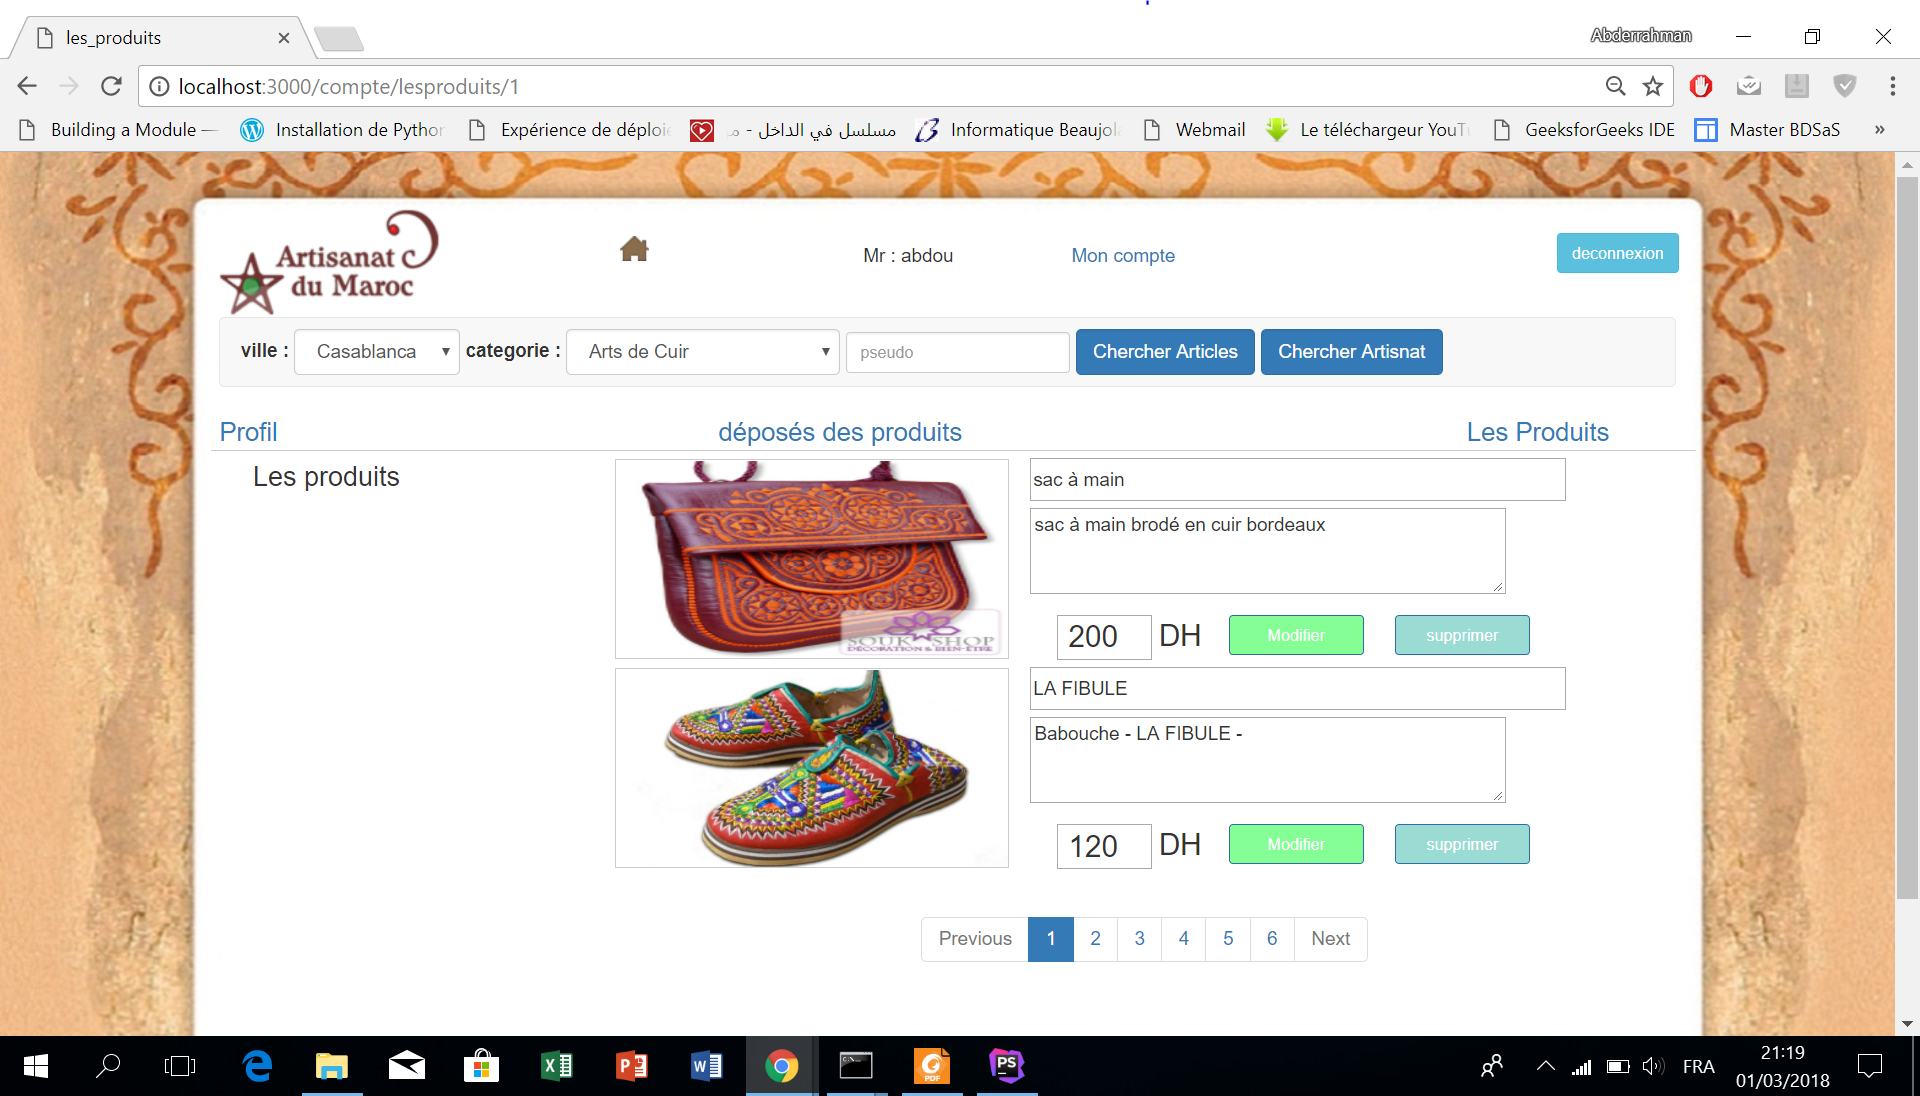 les_produits
Abderrahman
localhost:3000/compte/lesproduits/1
Building a Module —
Installation de Python
Expérience de déploi
مسلسل في الداخل - م
Informatique Beaujol
Webmail
Le téléchargeur YouT
GeeksforGeeks IDE
Master BDSaS
»
Artisanat
du Maroc
Mr : abdou
Mon compte
deconnexion
ville :
Casablanca
categorie :
Arts de Cuir
pseudo
Chercher Articles
Chercher Artisnat
Profil
déposés des produits
Les Produits
Les produits
SOUK SHOP
DÉCORATION & BIEN-ÊTRE
sac à main
sac à main brodé en cuir bordeaux
200 DH
Modifier
supprimer
LA FIBULE
Babouche - LA FIBULE -
120 DH
Modifier
supprimer
Previous 1 2 3 4 5 6 Next
PDF
PS
FRA
21:19
01/03/2018